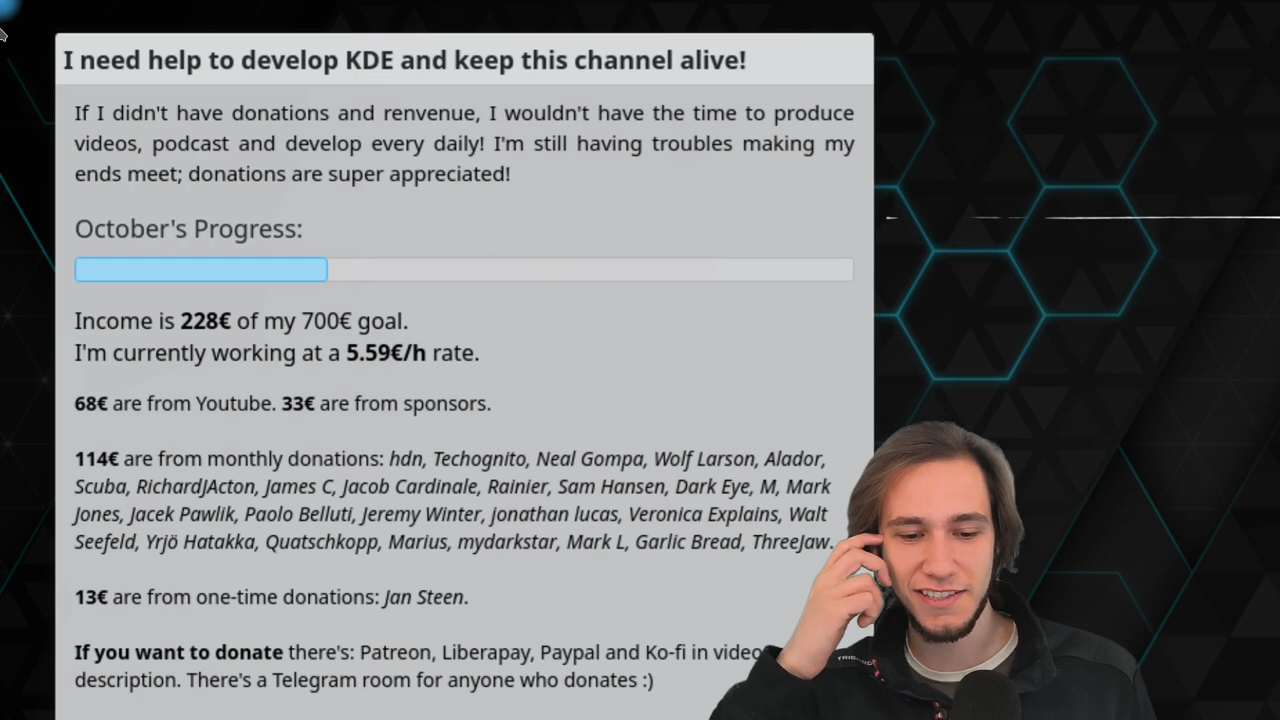 I need help to develop KDE and keep this channel alive!
If I didn't have donations and renvenue, I wouldn't have the time to produce
videos, podcast and develop every daily! I'm still having troubles making my
ends meet; donations are super appreciated!
October's Progress:
Income is 228€ of my 700€ goal.
I'm currently working at a 5.59€/h rate.
68€ are from Youtube. 33€ are from sponsors.
114€ are from monthly donations: hdn, Techognito, Neal Gompa, Wolf Larson, Alador,
Scuba, RichardJActon, James C, Jacob Cardinale, Rainier, Sam Hansen, Dark Eye, M, Mark
Jones, Jacek Pawlik, Paolo Belluti, Jeremy Winter, jonathan lucas, Veronica Explains, Walt
Seefeld, Yrjö Hatakka, Quatschkopp, Marius, mydarkstar, Mark L, Garlic Bread, ThreeJaw.
13€ are from one-time donations: Jan Steen.
If you want to donate there's: Patreon, Liberapay, Paypal and Ko-fi in video
description. There's a Telegram room for anyone who donates :)